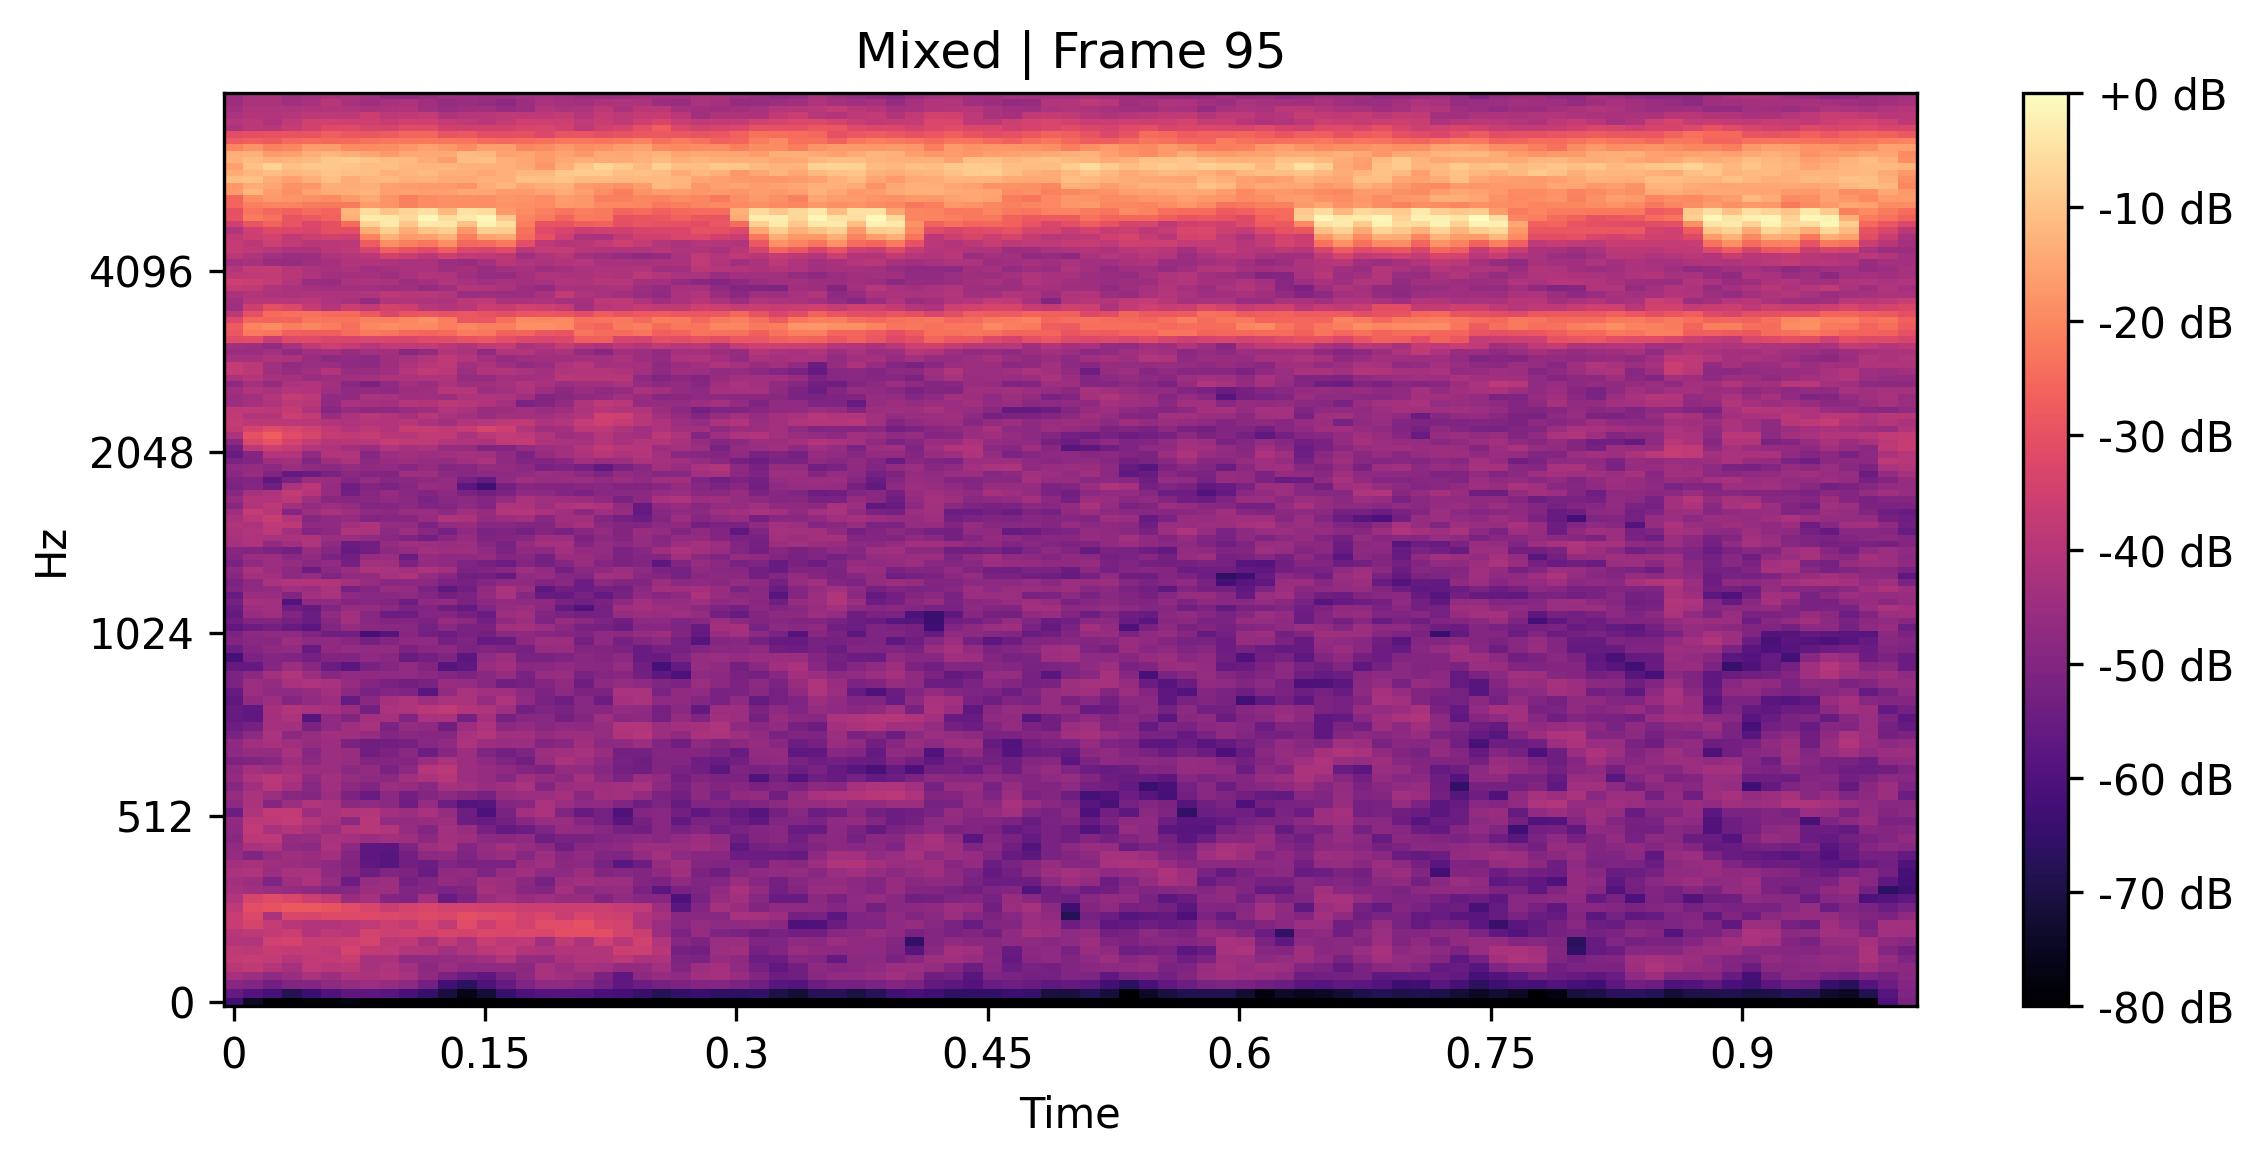 Mixed | Frame 95
+0 dB
-10 dB
-20 dB
-30 dB
-40 dB
-50 dB
-60 dB
-70 dB
-80 dB
Hz
4096
2048
1024
512
0
0 0.15 0.3 0.45 0.6 0.75 0.9
Time